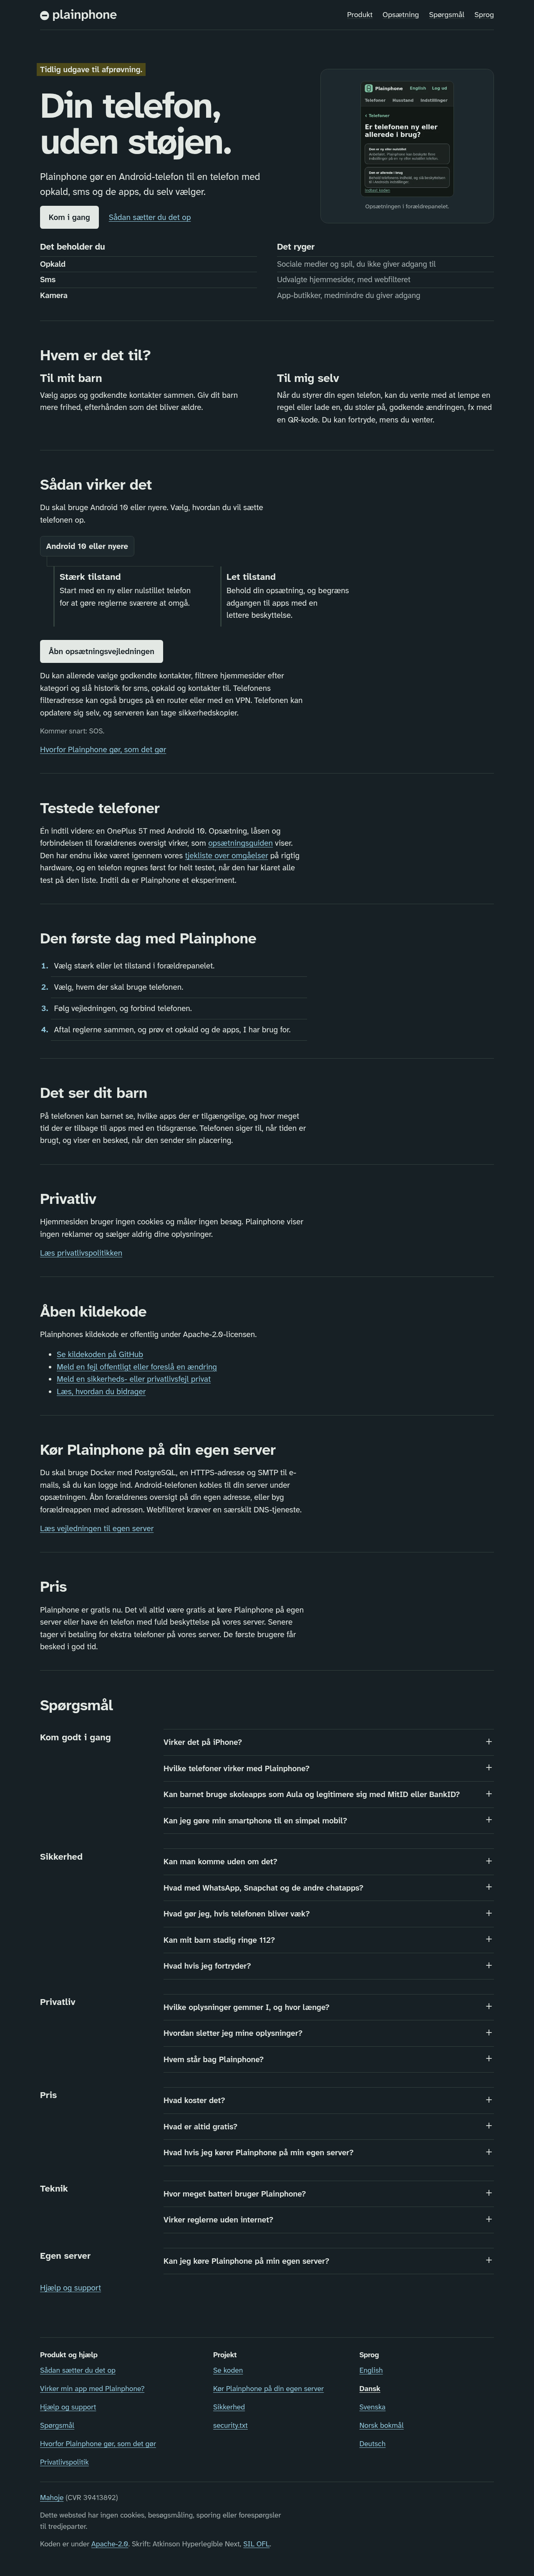 plainphone
Produkt Opsætning Spørgsmål Sprog
Tidlig udgave til afprøvning.
Din telefon,
uden støjen.
Plainphone gør en Android-telefon til en telefon med
opkald, sms og de apps, du selv vælger.
Kom i gang Sådan sætter du det op
Plainphone English Log ud
Telefoner Husstand Indstillinger
‹ Telefoner
Er telefonen ny eller
allerede i brug?
Den er ny eller nulstillet
Den er allerede i brug
Opsætningen i forældrepanelet.
Det beholder du
Opkald
Sms
Kamera
Det ryger
Sociale medier og spil, du ikke giver adgang til
Udvalgte hjemmesider, med webfilteret
App-butikker, medmindre du giver adgang
Hvem er det til?
Til mit barn
Vælg apps og godkendte kontakter sammen. Giv dit barn
mere frihed, efterhånden som det bliver ældre.
Til mig selv
Når du styrer din egen telefon, kan du vente med at lempe en
regel eller lade en, du stoler på, godkende ændringen, fx med
en QR-kode. Du kan fortryde, mens du venter.
Sådan virker det
Du skal bruge Android 10 eller nyere. Vælg, hvordan du vil sætte
telefonen op.
Android 10 eller nyere
Stærk tilstand
Start med en ny eller nulstillet telefon
for at gøre reglerne sværere at omgå.
Let tilstand
Behold din opsætning, og begræns
adgangen til apps med en
lettere beskyttelse.
Åbn opsætningsvejledningen
Du kan allerede vælge godkendte kontakter, filtrere hjemmesider efter
kategori og slå historik for sms, opkald og kontakter til. Telefonens
filteradresse kan også bruges på en router eller med en VPN. Telefonen kan
opdatere sig selv, og serveren kan tage sikkerhedskopier.
Kommer snart: SOS.
Hvorfor Plainphone gør, som det gør
Testede telefoner
Én indtil videre: en OnePlus 5T med Android 10. Opsætning, låsen og
forbindelsen til forældrenes oversigt virker, som opsætningsguiden viser.
Den har endnu ikke været igennem vores tjekliste over omgåelser på rigtig
hardware, og en telefon regnes først for helt testet, når den har klaret alle
test på den liste. Indtil da er Plainphone et eksperiment.
Den første dag med Plainphone
1. Vælg stærk eller let tilstand i forældrepanelet.
2. Vælg, hvem der skal bruge telefonen.
3. Følg vejledningen, og forbind telefonen.
4. Aftal reglerne sammen, og prøv et opkald og de apps, I har brug for.
Det ser dit barn
På telefonen kan barnet se, hvilke apps der er tilgængelige, og hvor meget
tid der er tilbage til apps med en tidsgrænse. Telefonen siger til, når tiden er
brugt, og viser en besked, når den sender sin placering.
Privatliv
Hjemmesiden bruger ingen cookies og måler ingen besøg. Plainphone viser
ingen reklamer og sælger aldrig dine oplysninger.
Læs privatlivspolitikken
Åben kildekode
Plainphones kildekode er offentlig under Apache-2.0-licensen.
• Se kildekoden på GitHub
• Meld en fejl offentligt eller foreslå en ændring
• Meld en sikkerheds- eller privatlivsfejl privat
• Læs, hvordan du bidrager
Kør Plainphone på din egen server
Du skal bruge Docker med PostgreSQL, en HTTPS-adresse og SMTP til e-
mails, så du kan logge ind. Android-telefonen kobles til din server under
opsætningen. Åbn forældrenes oversigt på din egen adresse, eller byg
forældreappen med adressen. Webfilteret kræver en særskilt DNS-tjeneste.
Læs vejledningen til egen server
Pris
Plainphone er gratis nu. Det vil altid være gratis at køre Plainphone på egen
server eller have én telefon med fuld beskyttelse på vores server. Senere
tager vi betaling for ekstra telefoner på vores server. De første brugere får
besked i god tid.
Spørgsmål
Kom godt i gang
Virker det på iPhone?
Hvilke telefoner virker med Plainphone?
Kan barnet bruge skoleapps som Aula og legitimere sig med MitID eller BankID?
Kan jeg gøre min smartphone til en simpel mobil?
Sikkerhed
Kan man komme uden om det?
Hvad med WhatsApp, Snapchat og de andre chatapps?
Hvad gør jeg, hvis telefonen bliver væk?
Kan mit barn stadig ringe 112?
Hvad hvis jeg fortryder?
Privatliv
Hvilke oplysninger gemmer I, og hvor længe?
Hvordan sletter jeg mine oplysninger?
Hvem står bag Plainphone?
Pris
Hvad koster det?
Hvad er altid gratis?
Hvad hvis jeg kører Plainphone på min egen server?
Teknik
Hvor meget batteri bruger Plainphone?
Virker reglerne uden internet?
Egen server
Kan jeg køre Plainphone på min egen server?
Hjælp og support
Produkt og hjælp
Sådan sætter du det op
Virker min app med Plainphone?
Hjælp og support
Spørgsmål
Hvorfor Plainphone gør, som det gør
Privatlivspolitik
Projekt
Se koden
Kør Plainphone på din egen server
Sikkerhed
security.txt
Sprog
English
Dansk
Svenska
Norsk bokmål
Deutsch
Mahoje (CVR 39413892)
Dette websted har ingen cookies, besøgsmåling, sporing eller forespørgsler
til tredjeparter.
Koden er under Apache-2.0. Skrift: Atkinson Hyperlegible Next, SIL OFL.